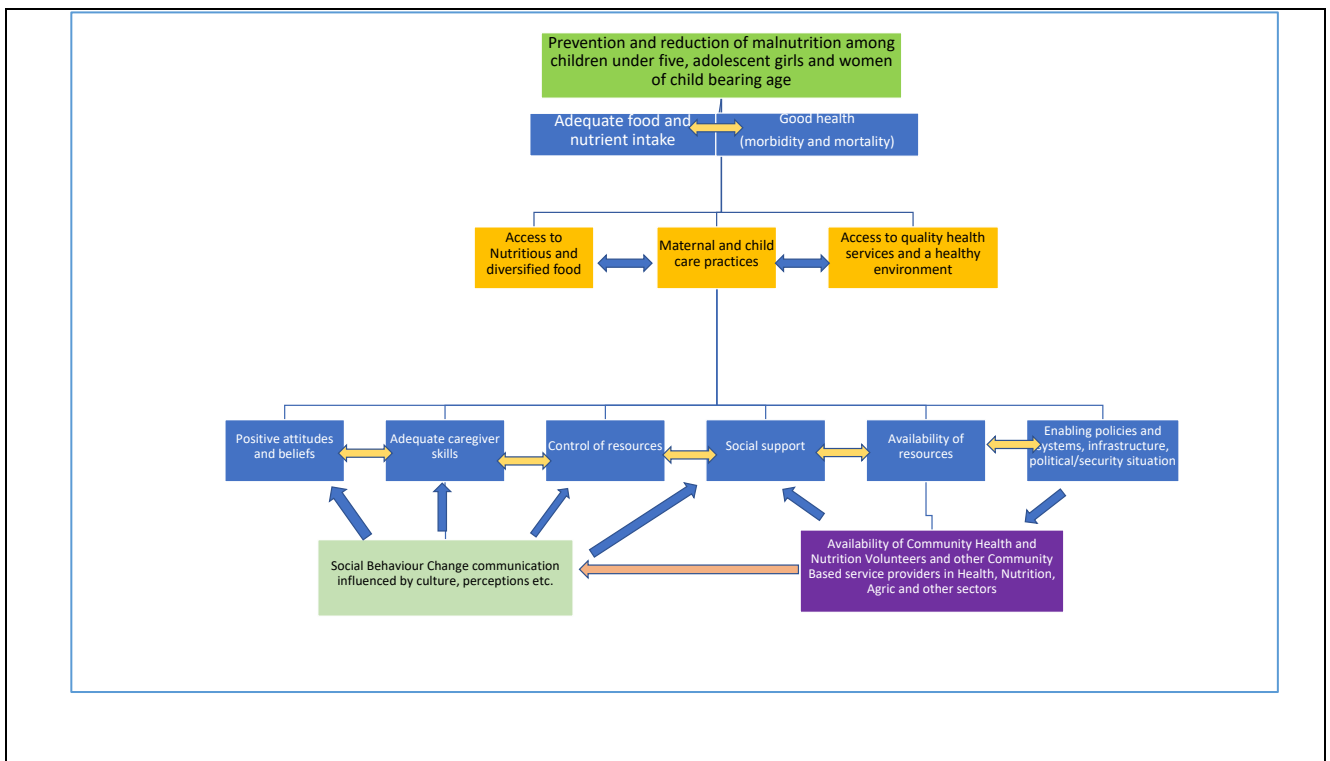 Prevention and reduction of malnutrition among
children under five, adolescent girls and women
of child bearing age
Adequate food and
nutrient intake
Good health
(morbidity and mortality)
Access to
Nutritious and
diversified food
Maternal and child
care practices
Access to quality health
services and a healthy
environment
Positive attitudes
and beliefs
Adequate caregiver
skills
Control of resources
Social support
Availability of
resources
Enabling policies and
systems, infrastructure,
political/security situation
Social Behaviour Change communication
influenced by culture, perceptions etc.
Availability of Community Health and
Nutrition Volunteers and other Community
Based service providers in Health, Nutrition,
Agric and other sectors